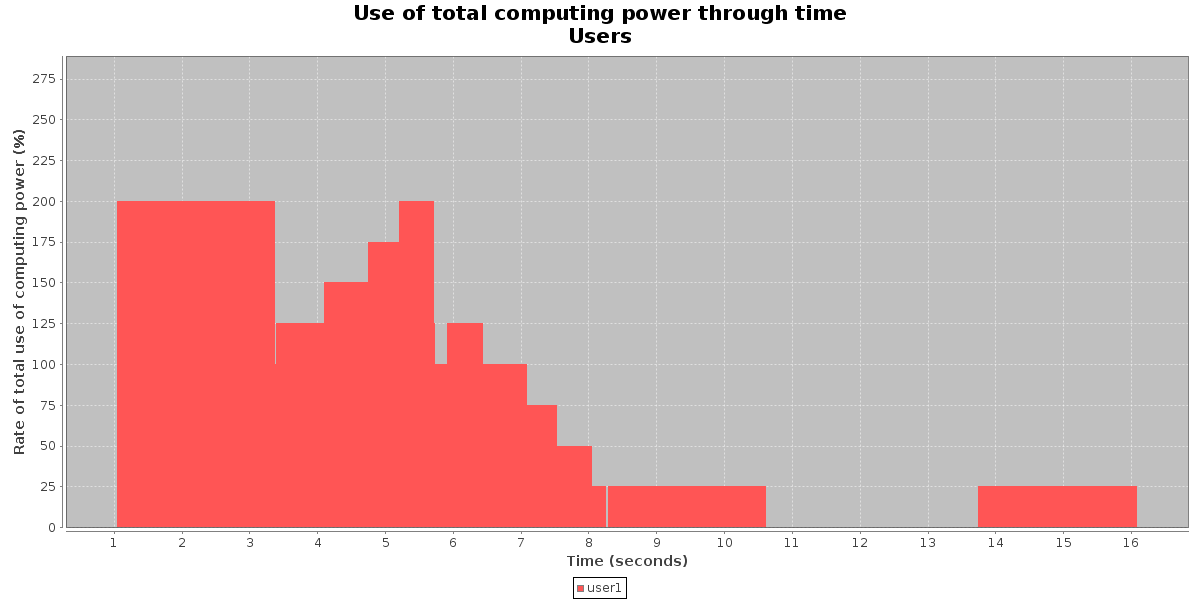 Use of total computing power through time
Users
Rate of total use of computing power (%)
275
250
225
200
175
150
125
100
75
50
25
0
1 2 3 4 5 6 7 8 9 10 11 12 13 14 15 16
Time (seconds)
user1